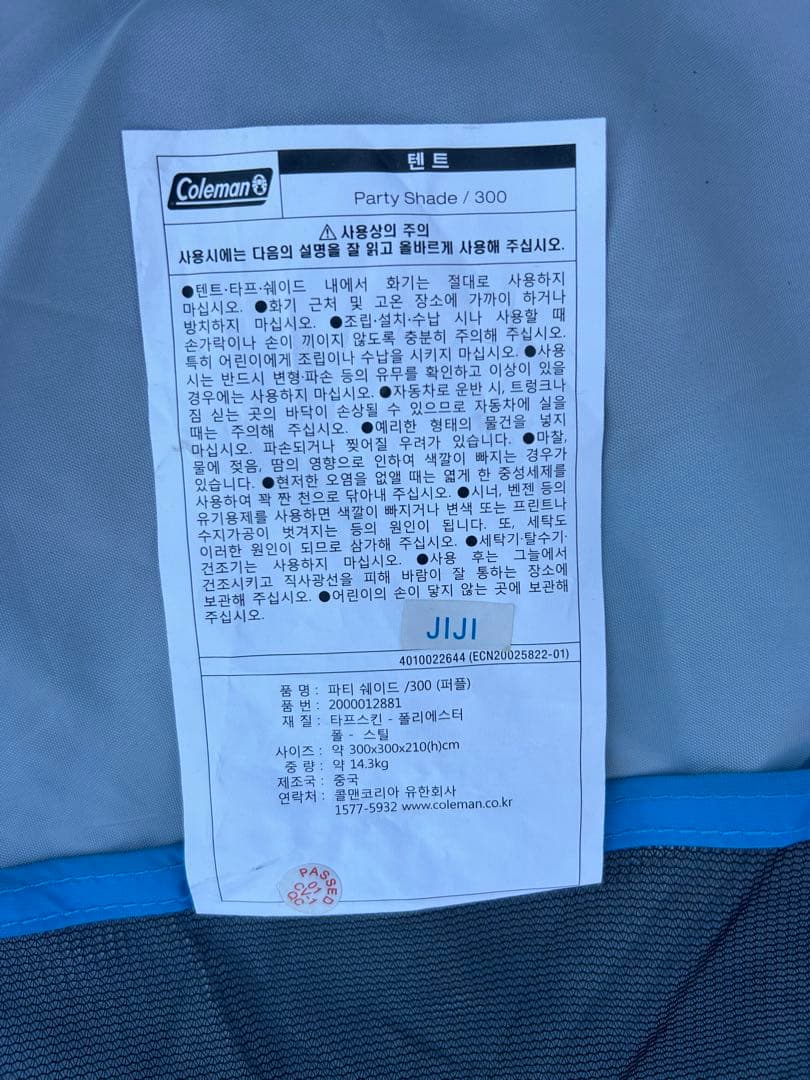 Coleman
텐트
Party Shade / 300
⚠ 사용상의 주의
사용시에는 다음의 설명을 잘 읽고 올바르게 사용해 주십시오.
●텐트·타프·쉐이드 내에서 화기는 절대로 사용하지
마십시오. ●화기 근처 및 고온 장소에 가까이 하거나
방치하지 마십시오. ●조립·설치·수납 시나 사용할 때
손가락이나 손이 끼이지 않도록 충분히 주의해 주십시오.
특히 어린이에게 조립이나 수납을 시키지 마십시오. ●사용
시는 반드시 변형·파손 등의 유무를 확인하고 이상이 있을
경우에는 사용하지 마십시오. ●자동차로 운반 시, 트렁크나
짐 싣는 곳의 바닥이 손상될 수 있으므로 자동차에 실을
때는 주의해 주십시오. ●예리한 형태의 물건을 넣지
마십시오. 파손되거나 찢어질 우려가 있습니다. ●마찰,
물에 젖음, 땀의 영향으로 인하여 색깔이 빠지는 경우가
있습니다. ●현저한 오염을 없앨 때는 엷게 한 중성세제를
사용하여 꽉 짠 천으로 닦아내 주십시오. ●시너, 벤젠 등의
유기용제를 사용하면 색깔이 빠지거나 변색 또는 프린트나
수지가공이 벗겨지는 등의 원인이 됩니다. 또, 세탁도
이러한 원인이 되므로 삼가해 주십시오. ●세탁기·탈수기·
건조기는 사용하지 마십시오. ●사용 후는 그늘에서
건조시키고 직사광선을 피해 바람이 잘 통하는 장소에
보관해 주십시오. ●어린이의 손이 닿지 않는 곳에 보관해
주십시오.
JIJI
4010022644 (ECN20025822-01)
품 명 : 파티 쉐이드 /300 (퍼플)
품 번 : 2000012881
재 질 : 타프스킨 - 폴리에스터
폴 - 스틸
사이즈 : 약 300x300x210(h)cm
중 량 : 약 14.3kg
제조국 : 중국
연락처 : 콜맨코리아 유한회사
1577-5932 www.coleman.co.kr
PASSED
01